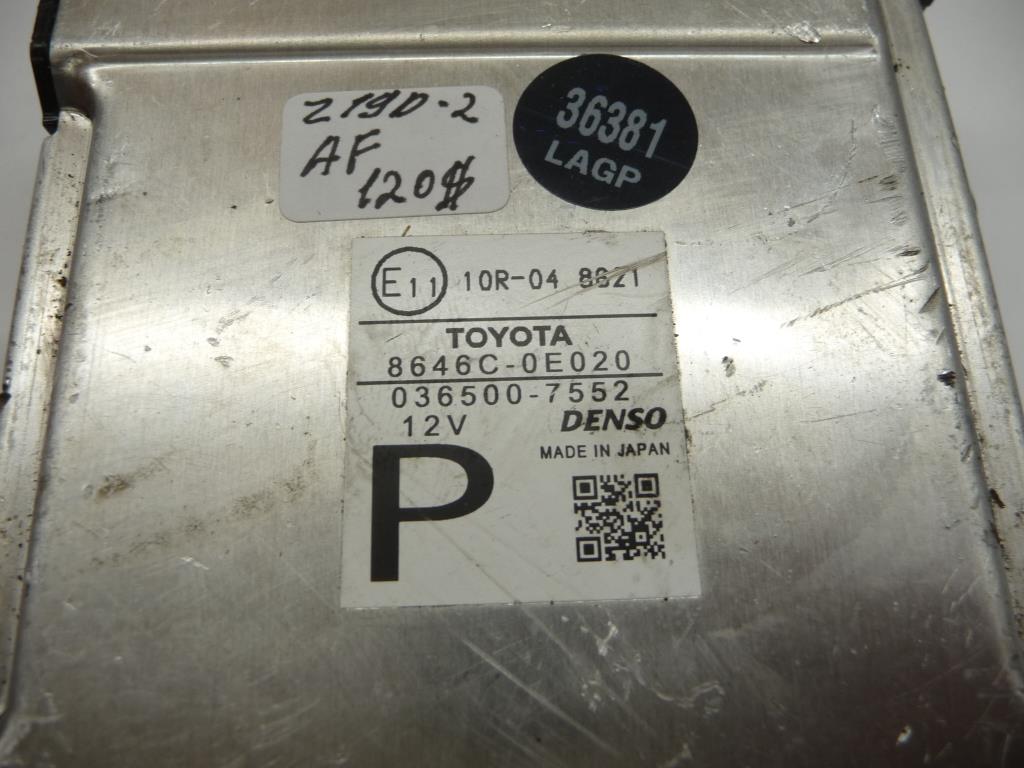 Z19D-2
AF
120$
36381
LAGP
E11 10R-04 8621
TOYOTA
8646C-0E020
036500-7552
12V DENSO
MADE IN JAPAN
P